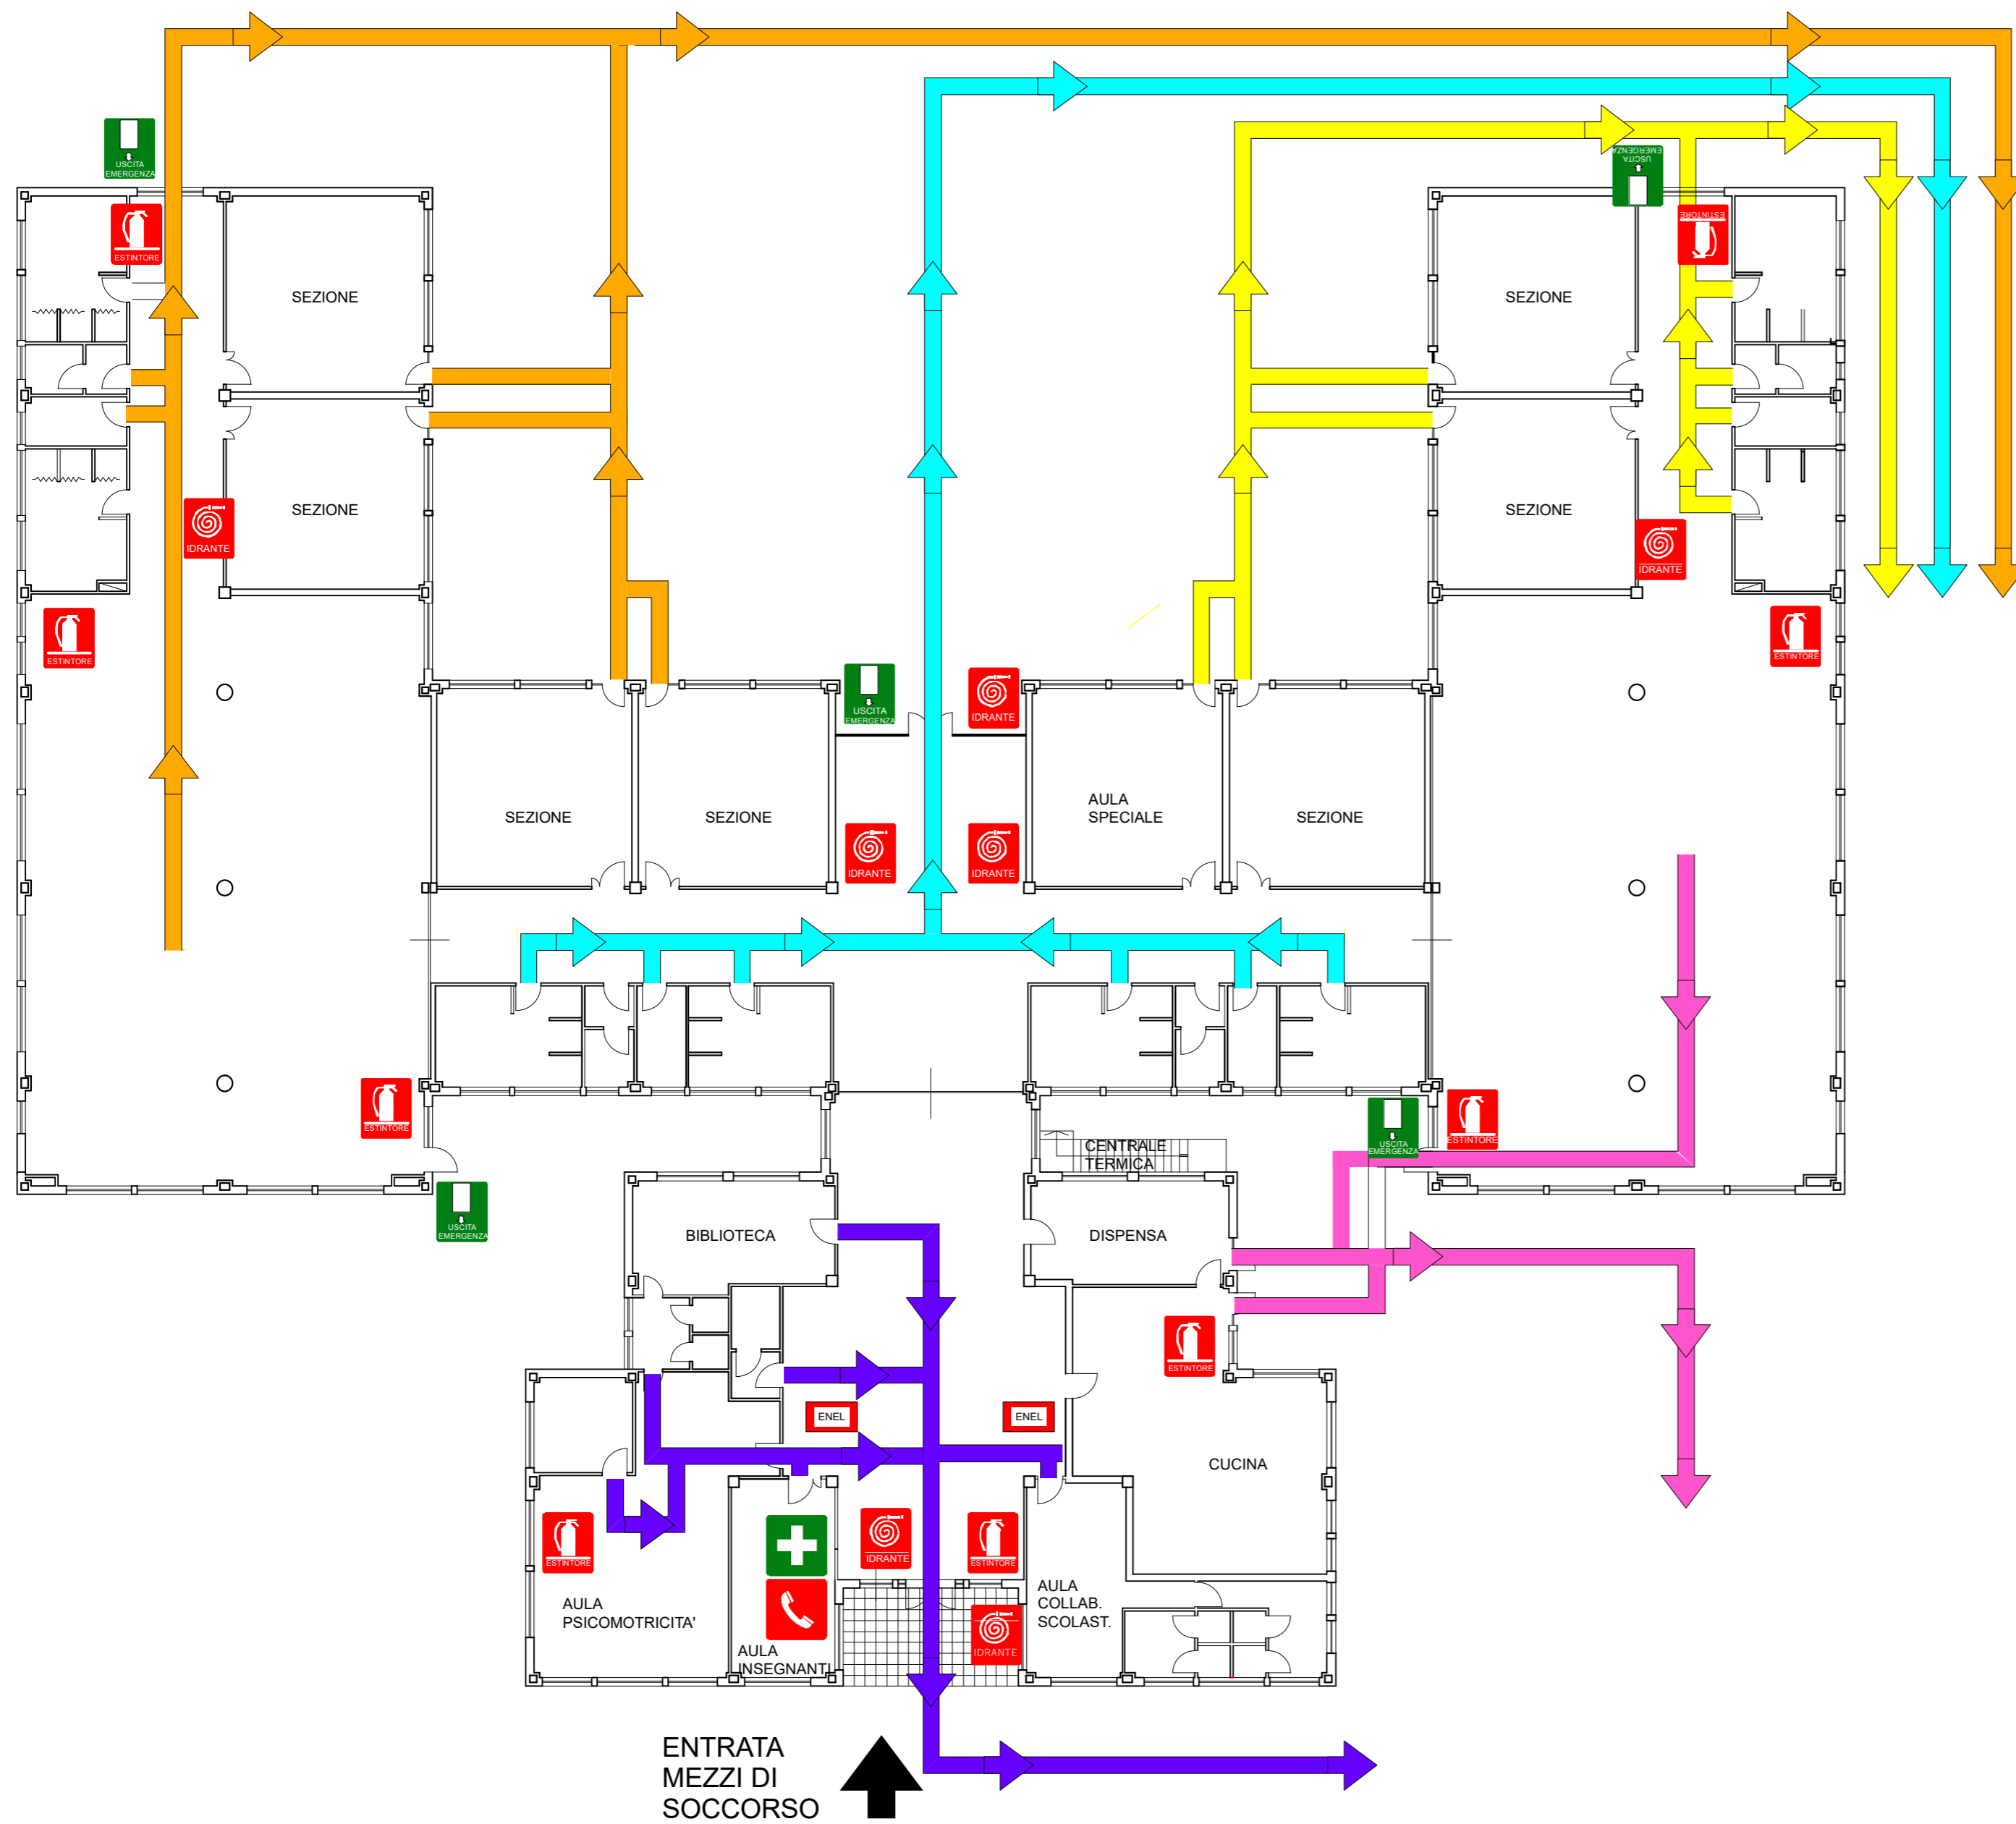 USCITA
EMERGENZA
USCITA
EMERGENZA
ESTINTORE
ESTINTORE
SEZIONE
SEZIONE
SEZIONE
SEZIONE
IDRANTE
IDRANTE
ESTINTORE
ESTINTORE
USCITA
EMERGENZA
IDRANTE
SEZIONE
SEZIONE
AULA
SPECIALE
SEZIONE
IDRANTE
IDRANTE
ESTINTORE
ESTINTORE
USCITA
EMERGENZA
CENTRALE
TERMICA
USCITA
EMERGENZA
BIBLIOTECA
DISPENSA
ESTINTORE
ENEL
ENEL
CUCINA
ESTINTORE
IDRANTE
ESTINTORE
AULA
PSICOMOTRICITA'
AULA
COLLAB.
SCOLAST.
IDRANTE
AULA
INSEGNANTI
ENTRATA
MEZZI DI
SOCCORSO